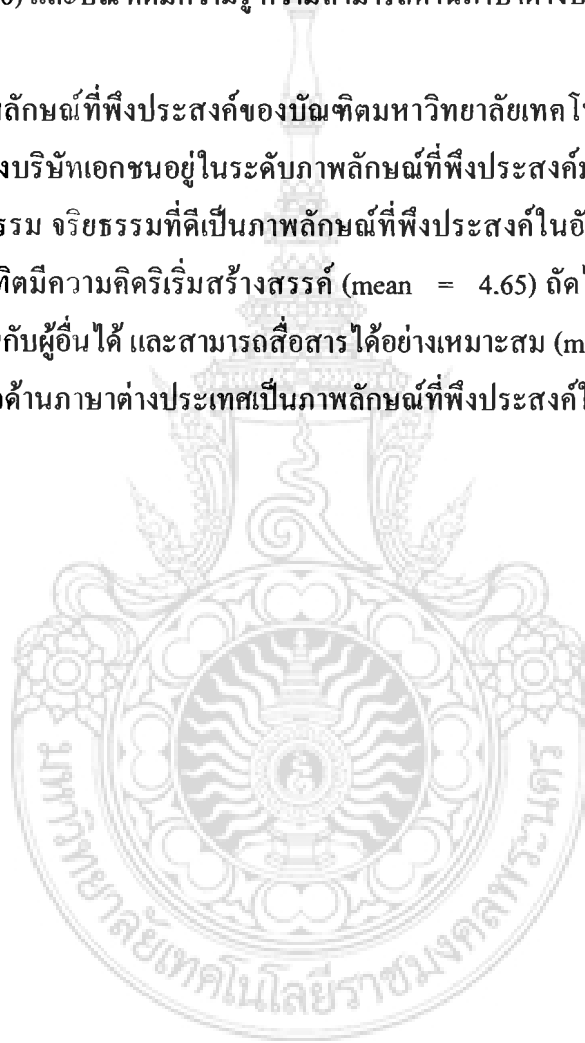 และบัณฑิตมีความรู้ ความสามารถด้านภาษาต่างป
ลักษณ์ที่พึงประสงค์ของบัณฑิตมหาวิทยาลัยเทคโน
งบริษัทเอกชนอยู่ในระดับภาพลักษณ์ที่พึงประสงค์ม
ธรรม จริยธรรมที่ดีเป็นภาพลักษณ์ที่พึงประสงค์ในอั
ฑิตมีความคิดริเริ่มสร้างสรรค์ (mean = 4.65) ถัดไ
กับผู้อื่นได้ และสามารถสื่อสารได้อย่างเหมาะสม (m
ด้านภาษาต่างประเทศเป็นภาพลักษณ์ที่พึงประสงค์ใ
มหาวิทยาลัยเทคโนโลยีราชมงคลพระนคร